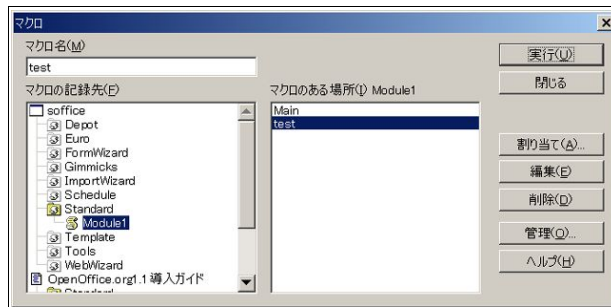 マクロ
マクロ名(M)
test
マクロの記録先(F)
soffice
Depot
Euro
FormWizard
Gimmicks
ImportWizard
Schedule
Standard
Module1
Template
Tools
WebWizard
OpenOffice.org1.1 導入ガイド
Standard
マクロのある場所(I) Module1
Main
test
実行(U)
閉じる
割り当て(A)...
編集(E)
削除(D)
管理(O)...
ヘルプ(H)